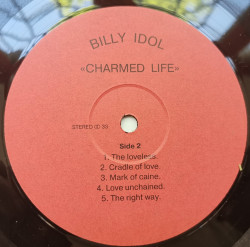 BILLY IDOL
«CHARMED LIFE»
STEREO
Side 2
1. The loveless.
2. Cradle of love.
3. Mark of caine.
4. Love unchained.
5. The right way.